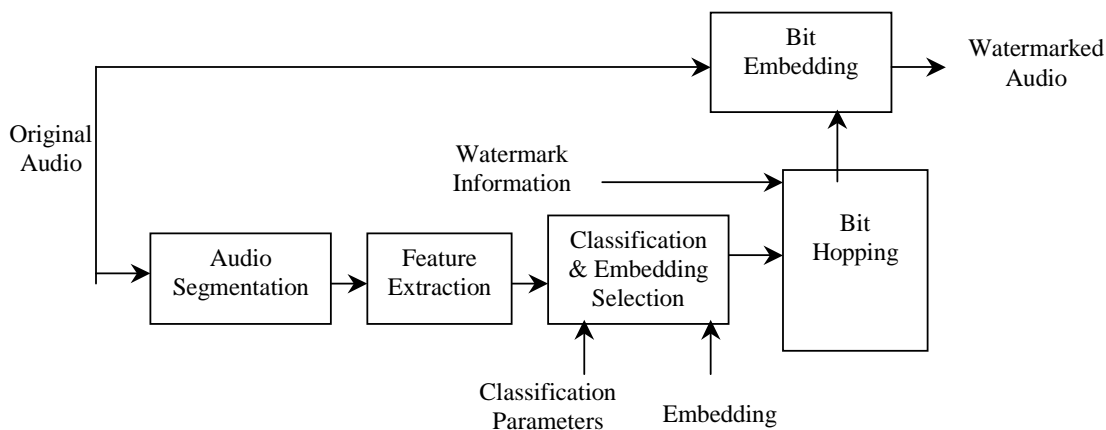 Bit
Embedding
Watermarked
Audio
Original
Audio
Watermark
Information
Bit
Hopping
Audio
Segmentation
Feature
Extraction
Classification
& Embedding
Selection
Classification
Parameters
Embedding